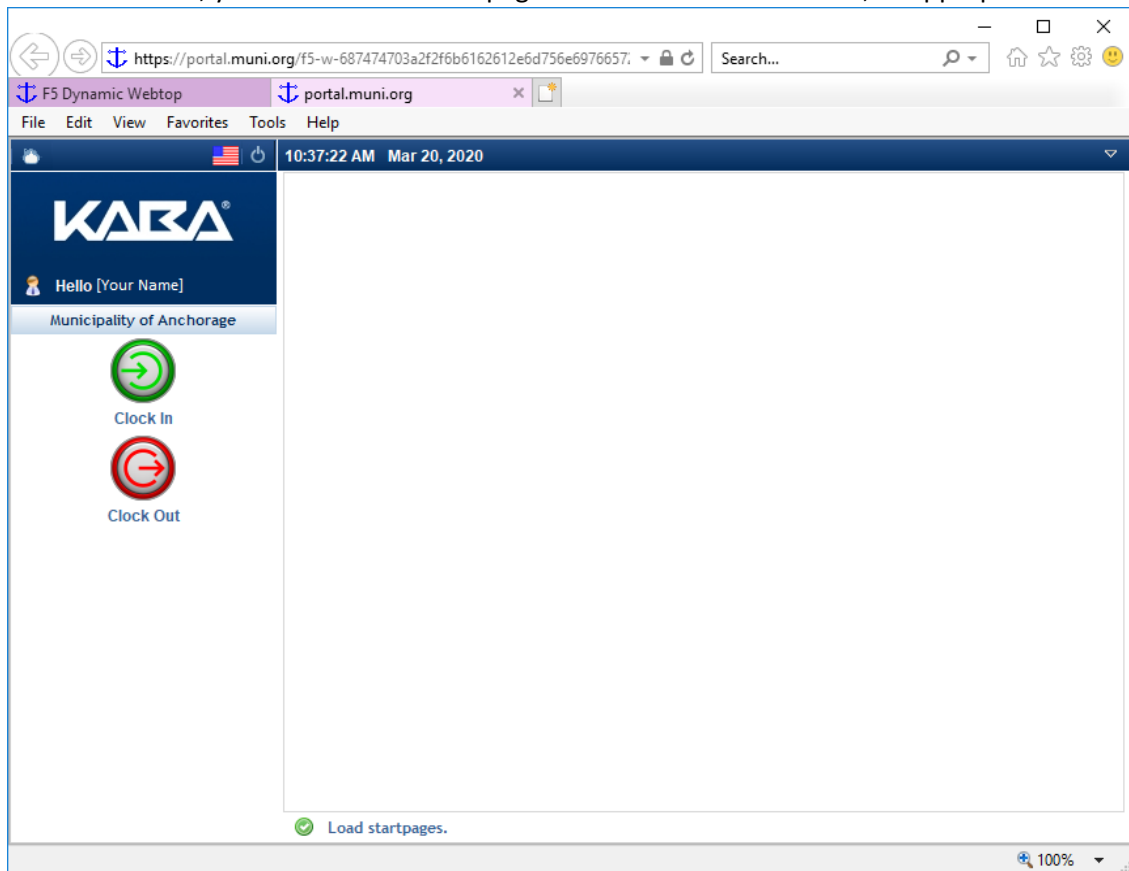 https://portal.muni.org/f5-w-687474703a2f2f6b6162612e6d756e6976657; Search...
F5 Dynamic Webtop portal.muni.org
File Edit View Favorites Tools Help
10:37:22 AM Mar 20, 2020
KABA®
Hello [Your Name]
Municipality of Anchorage
Clock In
Clock Out
Load startpages.
100%